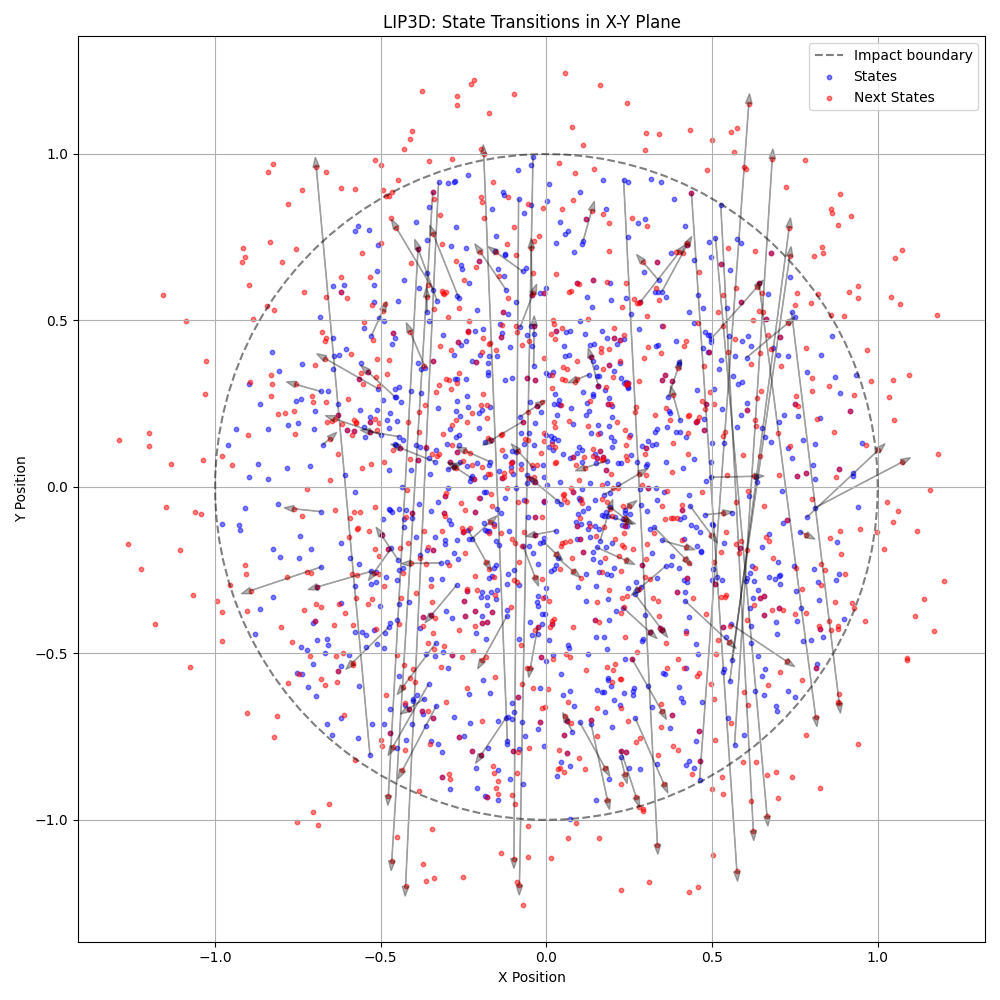 LIP3D: State Transitions in X-Y Plane
Impact boundary
States
Next States
1.0
0.5
0.0
−0.5
−1.0
Y Position
−1.0 −0.5 0.0 0.5 1.0
X Position